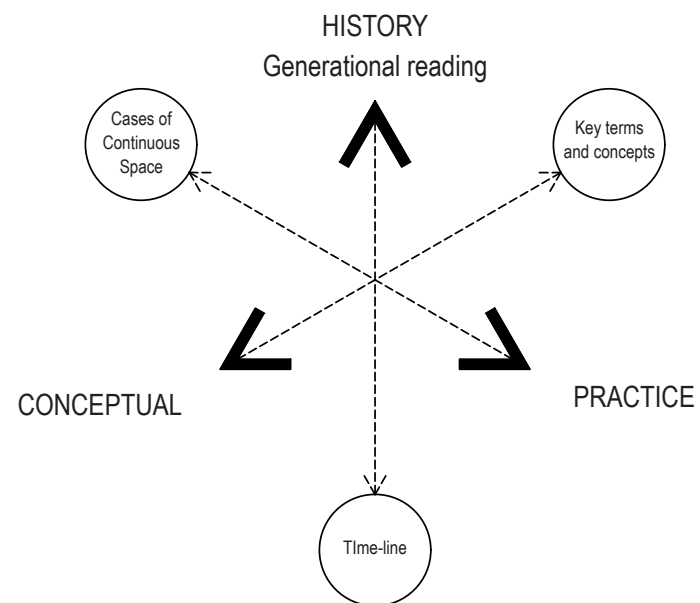 HISTORY
Generational reading
Cases of
Continuous
Space
Key terms
and concepts
CONCEPTUAL
PRACTICE
TIme-line